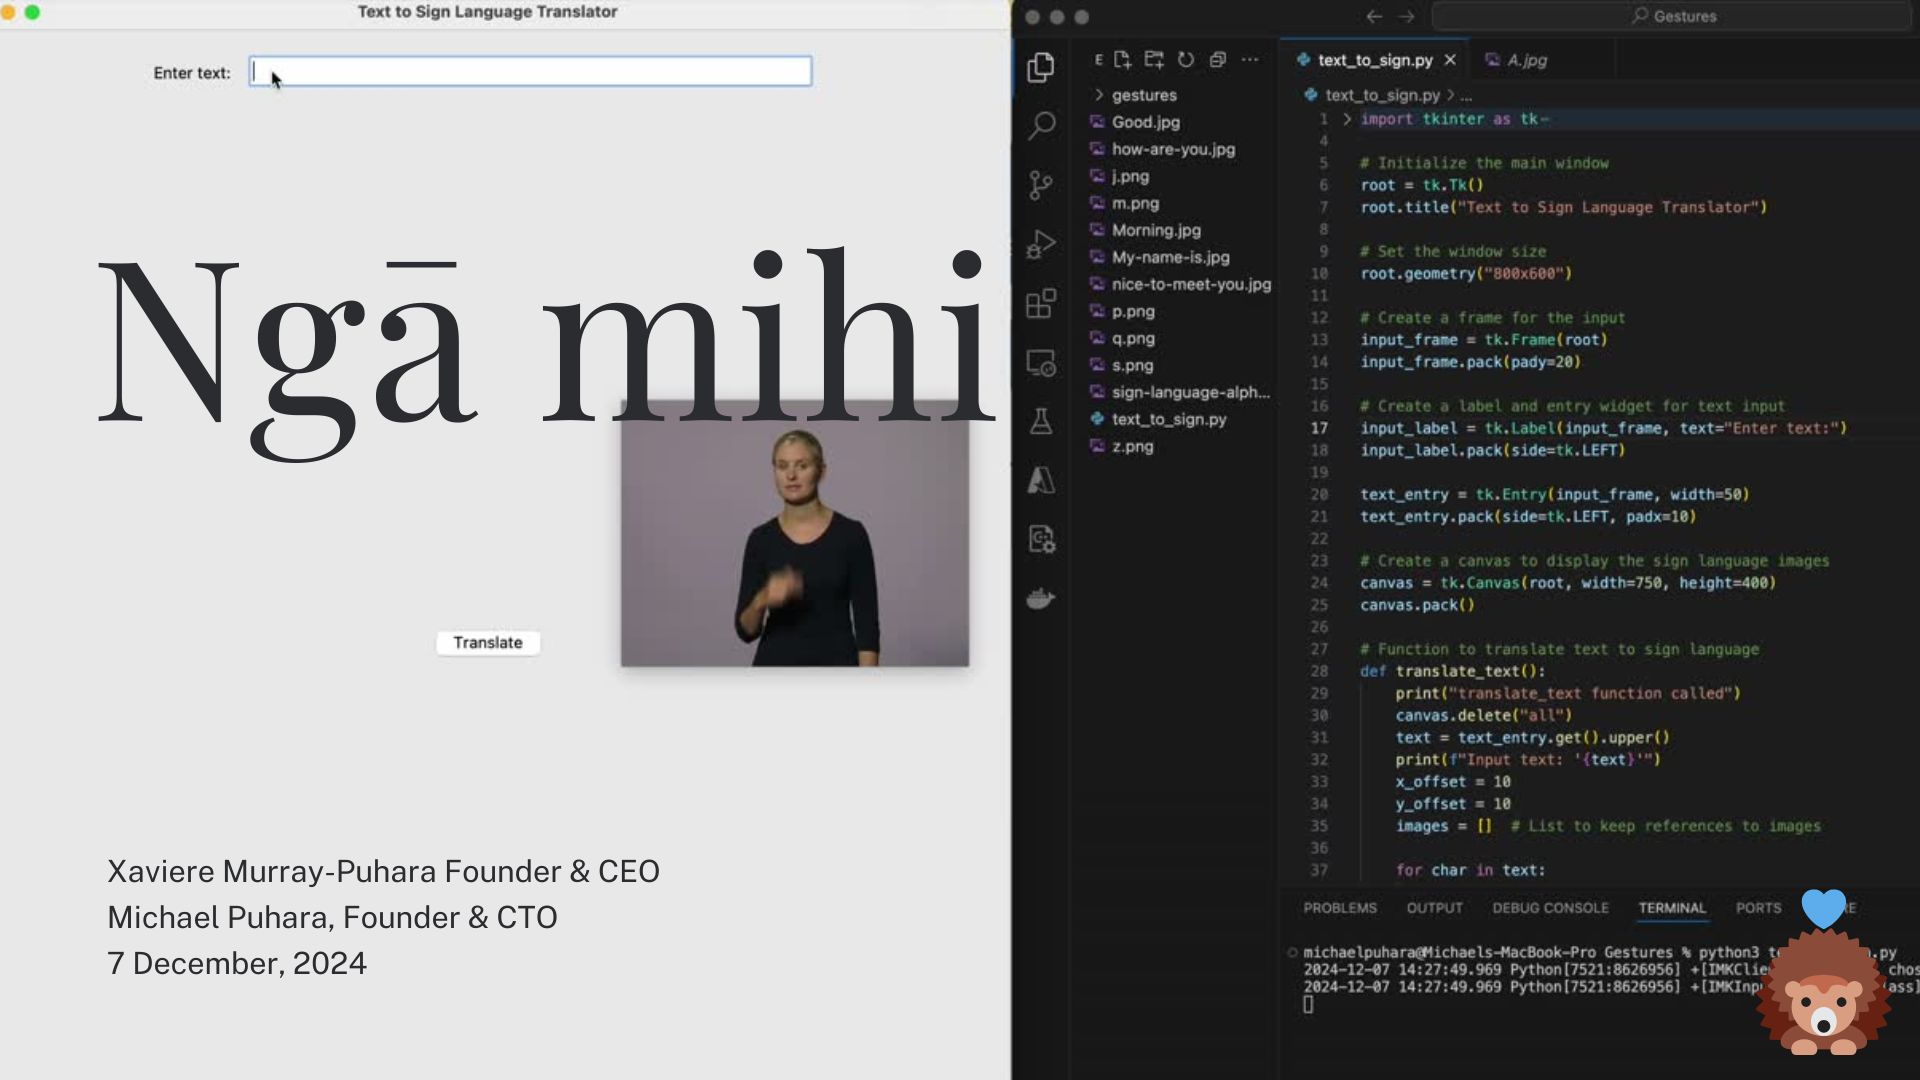 Text to Sign Language Translator
Enter text:
Ngā mihi
Translate
Xaviere Murray-Puhara Founder & CEO
Michael Puhara, Founder & CTO
7 December, 2024
Gestures
E
text_to_sign.py
A.jpg
text_to_sign.py > ...
gestures
Good.jpg
how-are-you.jpg
j.png
m.png
Morning.jpg
My-name-is.jpg
nice-to-meet-you.jpg
p.png
q.png
s.png
sign-language-alph...
text_to_sign.py
z.png
1 import tkinter as tk
4
5 # Initialize the main window
6 root = tk.Tk()
7 root.title("Text to Sign Language Translator")
8
9 # Set the window size
10 root.geometry("800x600")
11
12 # Create a frame for the input
13 input_frame = tk.Frame(root)
14 input_frame.pack(pady=20)
15
16 # Create a label and entry widget for text input
17 input_label = tk.Label(input_frame, text="Enter text:")
18 input_label.pack(side=tk.LEFT)
19
20 text_entry = tk.Entry(input_frame, width=50)
21 text_entry.pack(side=tk.LEFT, padx=10)
22
23 # Create a canvas to display the sign language images
24 canvas = tk.Canvas(root, width=750, height=400)
25 canvas.pack()
26
27 # Function to translate text to sign language
28 def translate_text():
29 print("translate_text function called")
30 canvas.delete("all")
31 text = text_entry.get().upper()
32 print(f"Input text: '{text}'")
33 x_offset = 10
34 y_offset = 10
35 images = [] # List to keep references to images
36
37 for char in text:
PROBLEMS OUTPUT DEBUG CONSOLE TERMINAL PORTS
michaelpuhara@Michaels-MacBook-Pro Gestures % python3
2024-12-07 14:27:49.969 Python[7521:8626956]
2024-12-07 14:27:49.969 Python[7521:8626956]